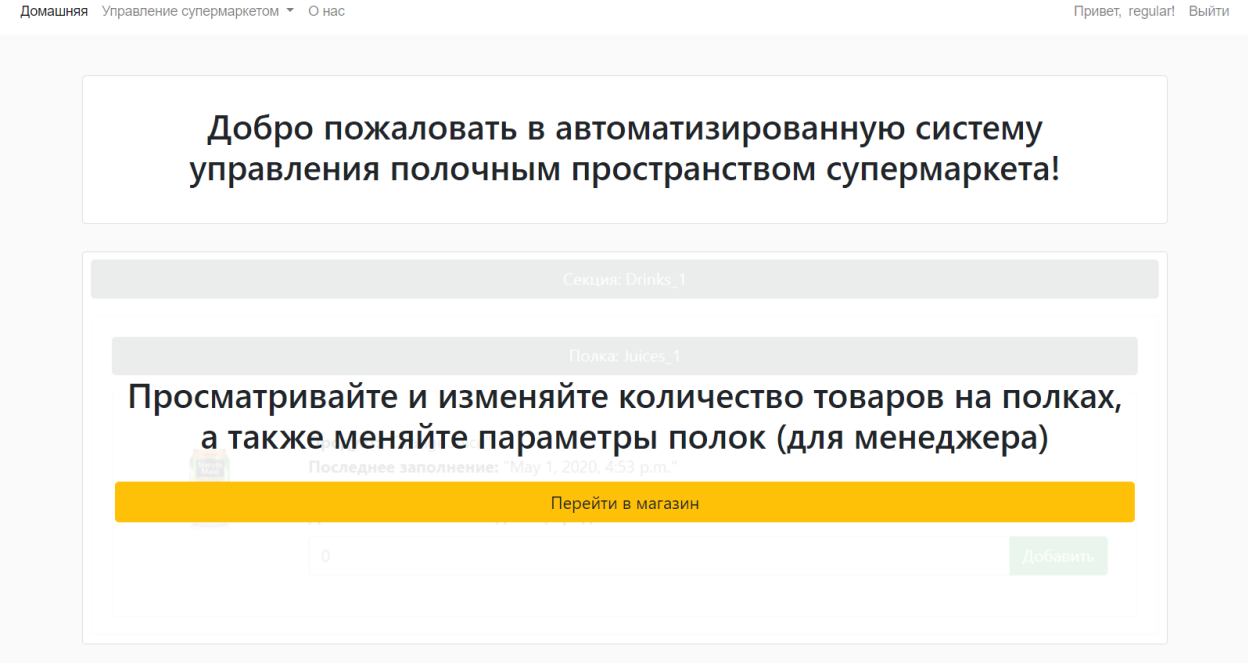 Домашняя Управление супермаркетом О нас Привет, regular! Выйти
Добро пожаловать в автоматизированную систему
управления полочным пространством супермаркета!
Секция: Drinks_1
Полка: Juices_1
Просматривайте и изменяйте количество товаров на полках,
а также меняйте параметры полок (для менеджера)
Последнее заполнение: "May 1, 2020, 4:53 p.m."
Перейти в магазин
0 Добавить